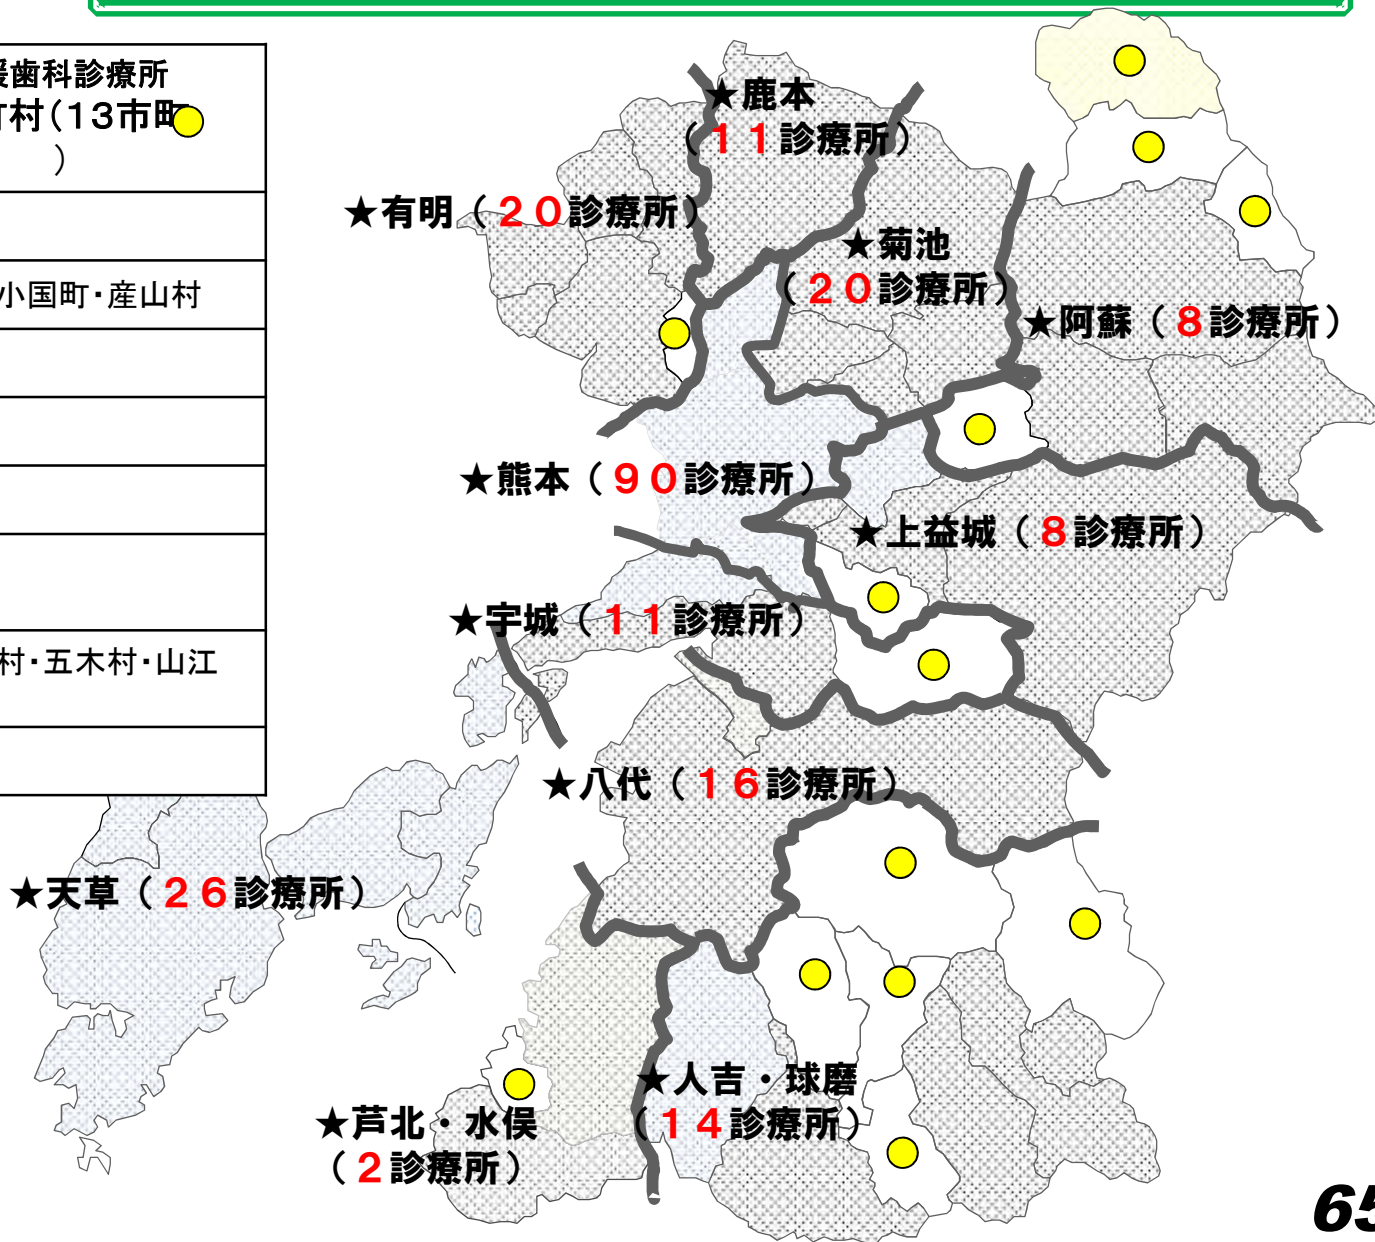 援歯科診療所
町村(13市町
)
小国町・産山村
村・五木村・山江
★鹿本
(11診療所)
★有明(20診療所)
★菊池
(20診療所)
★阿蘇(8診療所)
★熊本(90診療所)
★上益城(8診療所)
★宇城(11診療所)
★八代(16診療所)
★天草(26診療所)
★人吉・球磨
(14診療所)
★芦北・水俣
(2診療所)
65